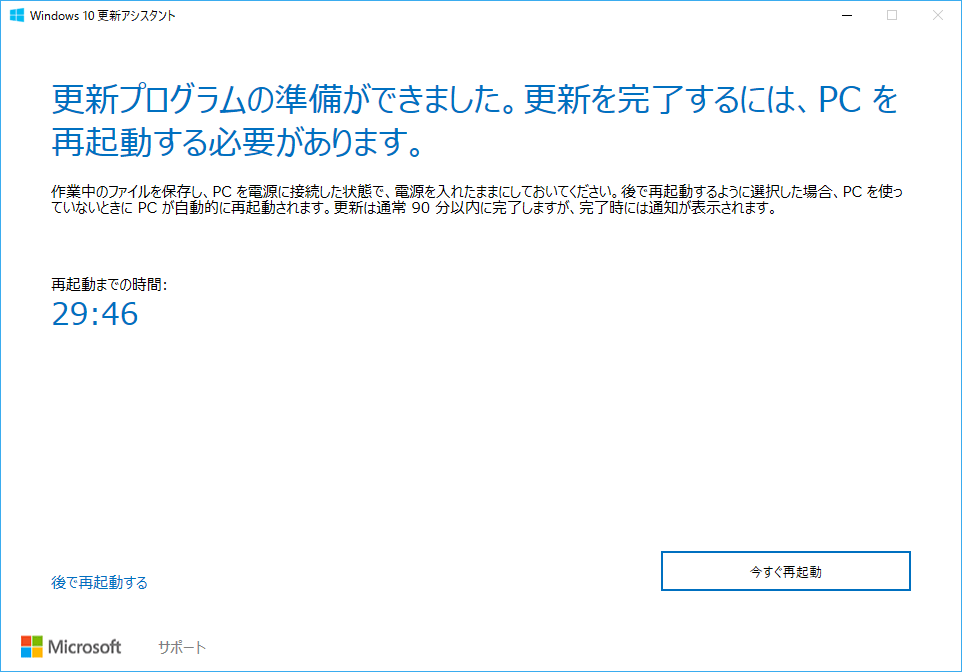 Windows 10 更新アシスタント
更新プログラムの準備ができました。更新を完了するには、PC を
再起動する必要があります。
作業中のファイルを保存し、PC を電源に接続した状態で、電源を入れたままにしておいてください。後で再起動するように選択した場合、PC を使っ
ていないときに PC が自動的に再起動されます。更新は通常 90 分以内に完了しますが、完了時には通知が表示されます。
再起動までの時間:
29:46
後で再起動する
今すぐ再起動
Microsoft サポート